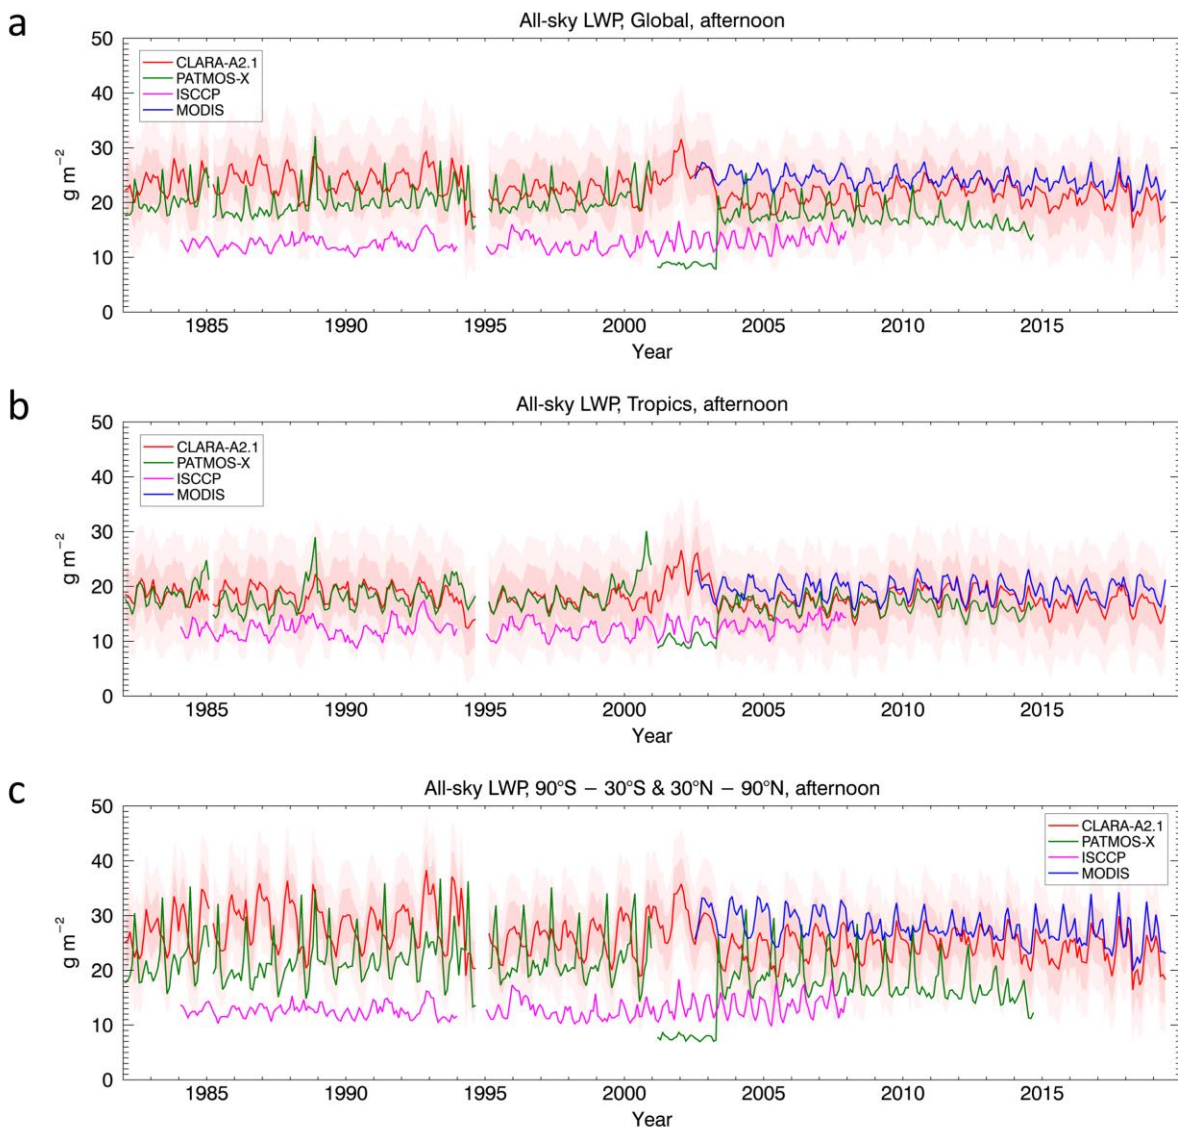 a
All-sky LWP, Global, afternoon
50
40
30
20
10
0
g m⁻²
CLARA-A2.1
PATMOS-X
ISCCP
MODIS
1985 1990 1995 2000 2005 2010 2015
Year
b
All-sky LWP, Tropics, afternoon
50
40
30
20
10
0
g m⁻²
CLARA-A2.1
PATMOS-X
ISCCP
MODIS
1985 1990 1995 2000 2005 2010 2015
Year
c
All-sky LWP, 90°S – 30°S & 30°N – 90°N, afternoon
50
40
30
20
10
0
g m⁻²
CLARA-A2.1
PATMOS-X
ISCCP
MODIS
1985 1990 1995 2000 2005 2010 2015
Year